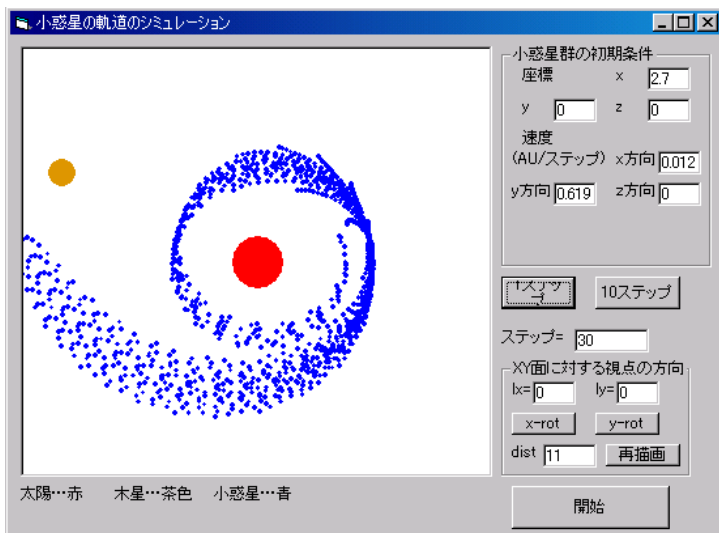 小惑星の軌道のシミュレーション
小惑星群の初期条件
座標 x 2.7
y 0 z 0
速度
(AU/ステップ) x方向 0.012
y方向 0.619 z方向 0
1ステップ
10ステップ
ステップ= 30
XY面に対する視点の方向
lx= 0 ly= 0
x-rot y-rot
dist 11 再描画
太陽…赤 木星…茶色 小惑星…青
開始